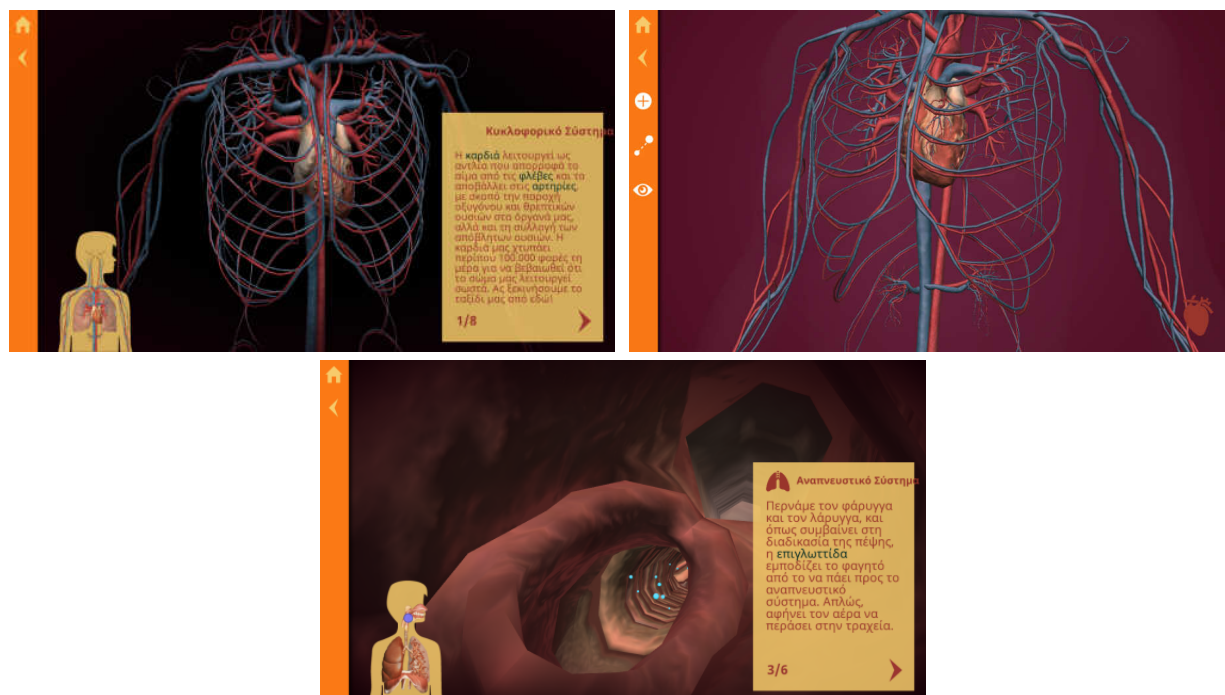 Κυκλοφορικό Σύστημα
Η καρδιά λειτουργεί ως
αντλία που απορροφά το
αίμα από τις φλέβες και το
αποβάλλει στις αρτηρίες,
με σκοπό την παροχή
οξυγόνου και θρεπτικών
ουσιών στα όργανά μας,
αλλά και τη συλλογή των
απόβλητων ουσιών. Η
καρδιά μας χτυπάει
περίπου 100.000 φορές τη
μέρα για να βεβαιωθεί ότι
το σώμα μας λειτουργεί
σωστά. Ας ξεκινήσουμε το
ταξίδι μας από εδώ!
1/8
Αναπνευστικό Σύστημα
Περνάμε τον φάρυγγα
και τον λάρυγγα, και
όπως συμβαίνει στη
διαδικασία της πέψης,
η επιγλωττίδα
εμποδίζει το φαγητό
από το να πάει προς το
αναπνευστικό
σύστημα. Απλώς,
αφήνει τον αέρα να
περάσει στην τραχεία.
3/6